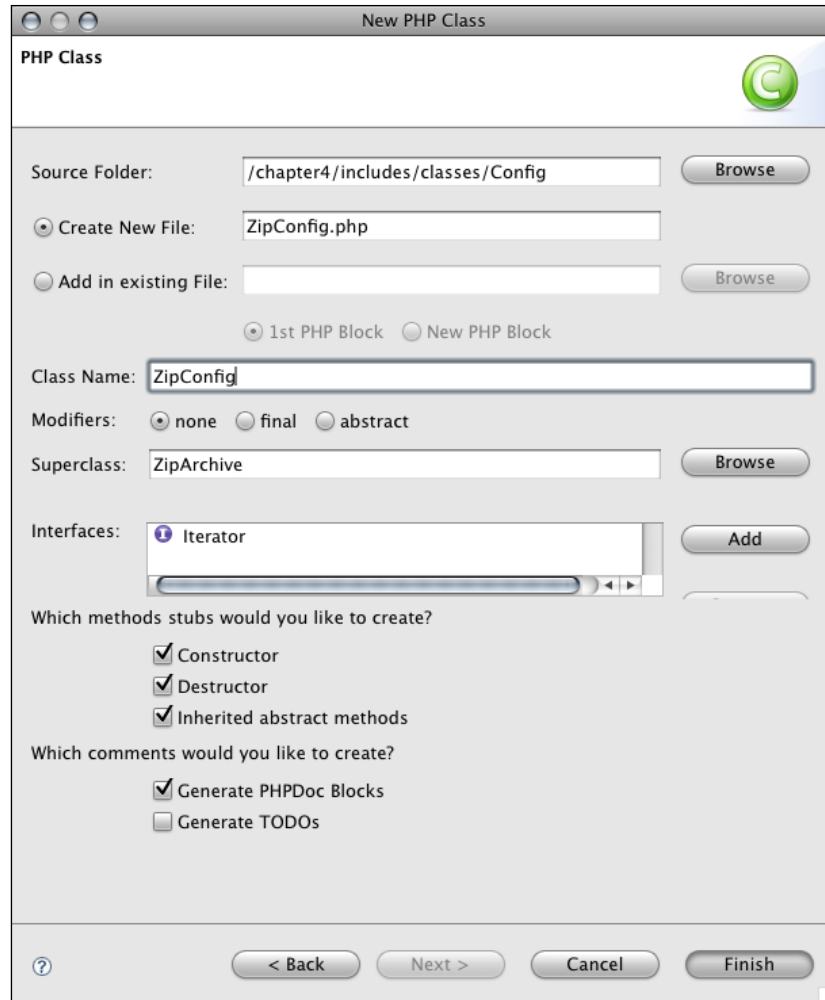 New PHP Class
PHP Class
Source Folder: /chapter4/includes/classes/Config Browse
Create New File: ZipConfig.php
Add in existing File: Browse
1st PHP Block New PHP Block
Class Name: ZipConfig
Modifiers: none final abstract
Superclass: ZipArchive Browse
Interfaces: Iterator Add
Which methods stubs would you like to create?
Constructor
Destructor
Inherited abstract methods
Which comments would you like to create?
Generate PHPDoc Blocks
Generate TODOs
? < Back Next > Cancel Finish